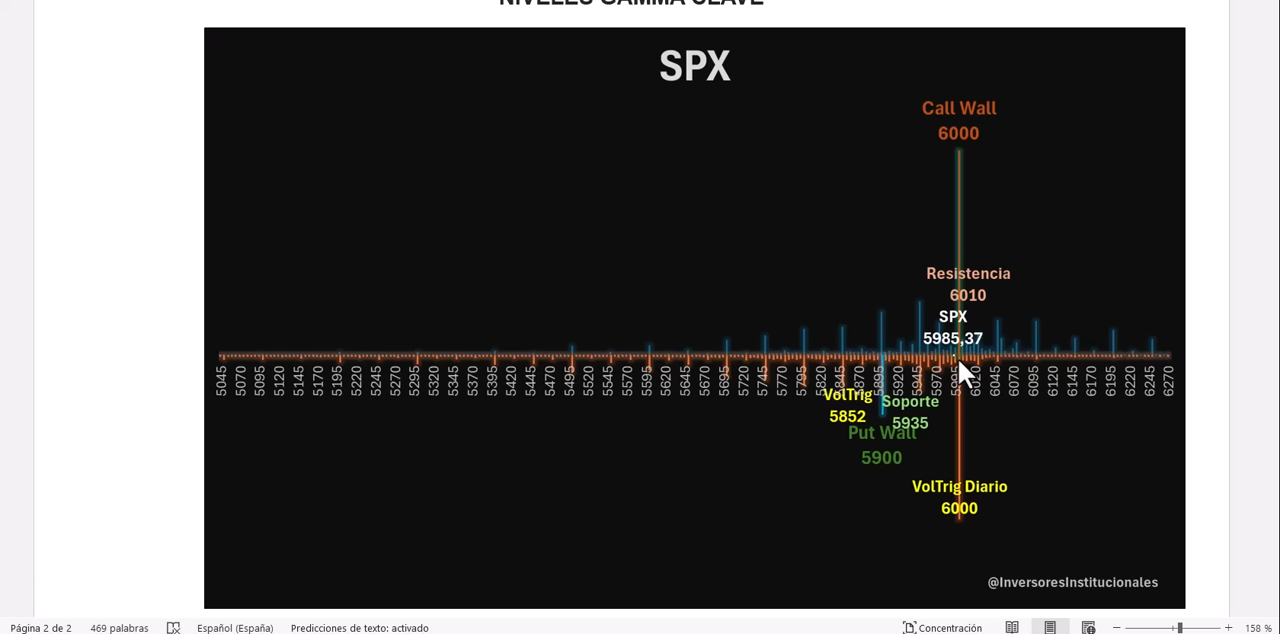 NIVELES GAMMA CLAVE
SPX
Call Wall
6000
Resistencia
6010
SPX
5985,37
5045 5070 5095 5120 5145 5170 5195 5220 5245 5270 5295 5320 5345 5370 5395 5420 5445 5470 5495 5520 5545 5570 5595 5620 5645 5670 5695 5720 5745 5770 5795 5820 5845 5870 5895 5920 6045 6070 6095 6120 6145 6170 6195 6220 6245 6270
VolTrig
5852
Soporte
5935
Put Wall
5900
VolTrig Diario
6000
@InversoresInstitucionales
Página 2 de 2 469 palabras Español (España) Predicciones de texto: activado Concentración 158 %